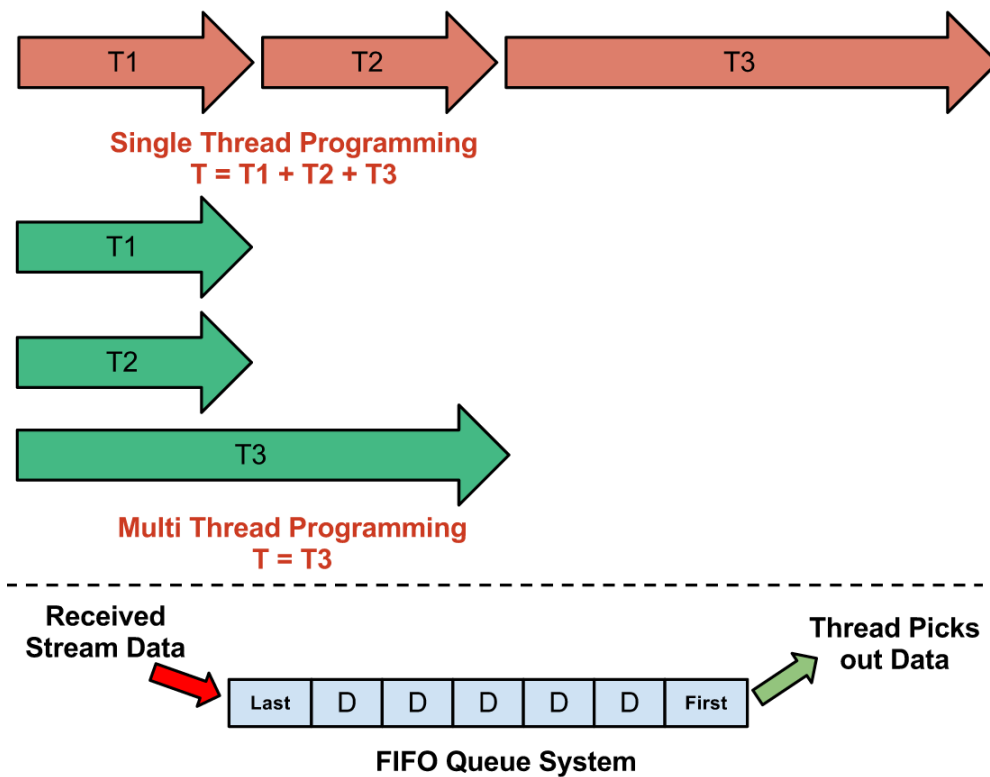 T1
T2
T3
Single Thread Programming
T = T1 + T2 + T3
T1
T2
T3
Multi Thread Programming
T = T3
Received
Stream Data
Thread Picks
out Data
Last D D D D D First
FIFO Queue System